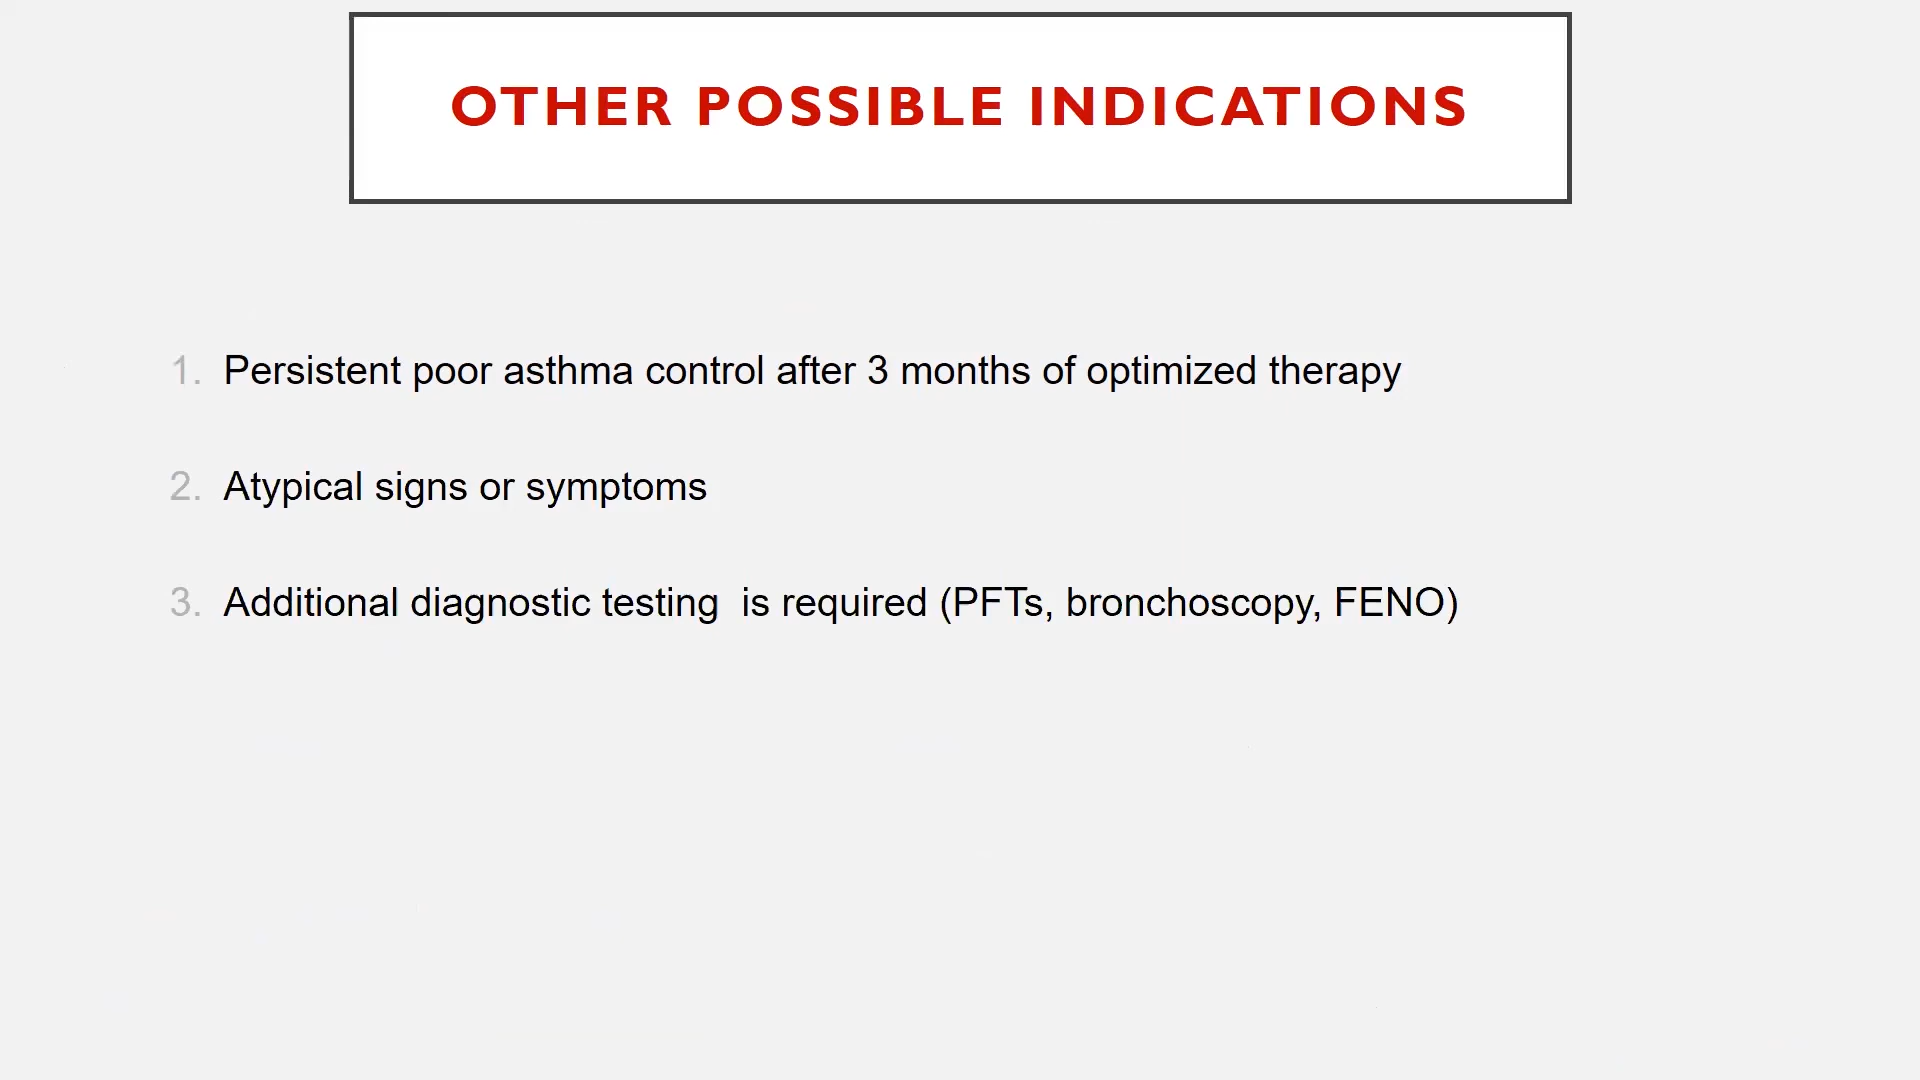 OTHER POSSIBLE INDICATIONS
1. Persistent poor asthma control after 3 months of optimized therapy
2. Atypical signs or symptoms
3. Additional diagnostic testing  is required (PFTs, bronchoscopy, FENO)